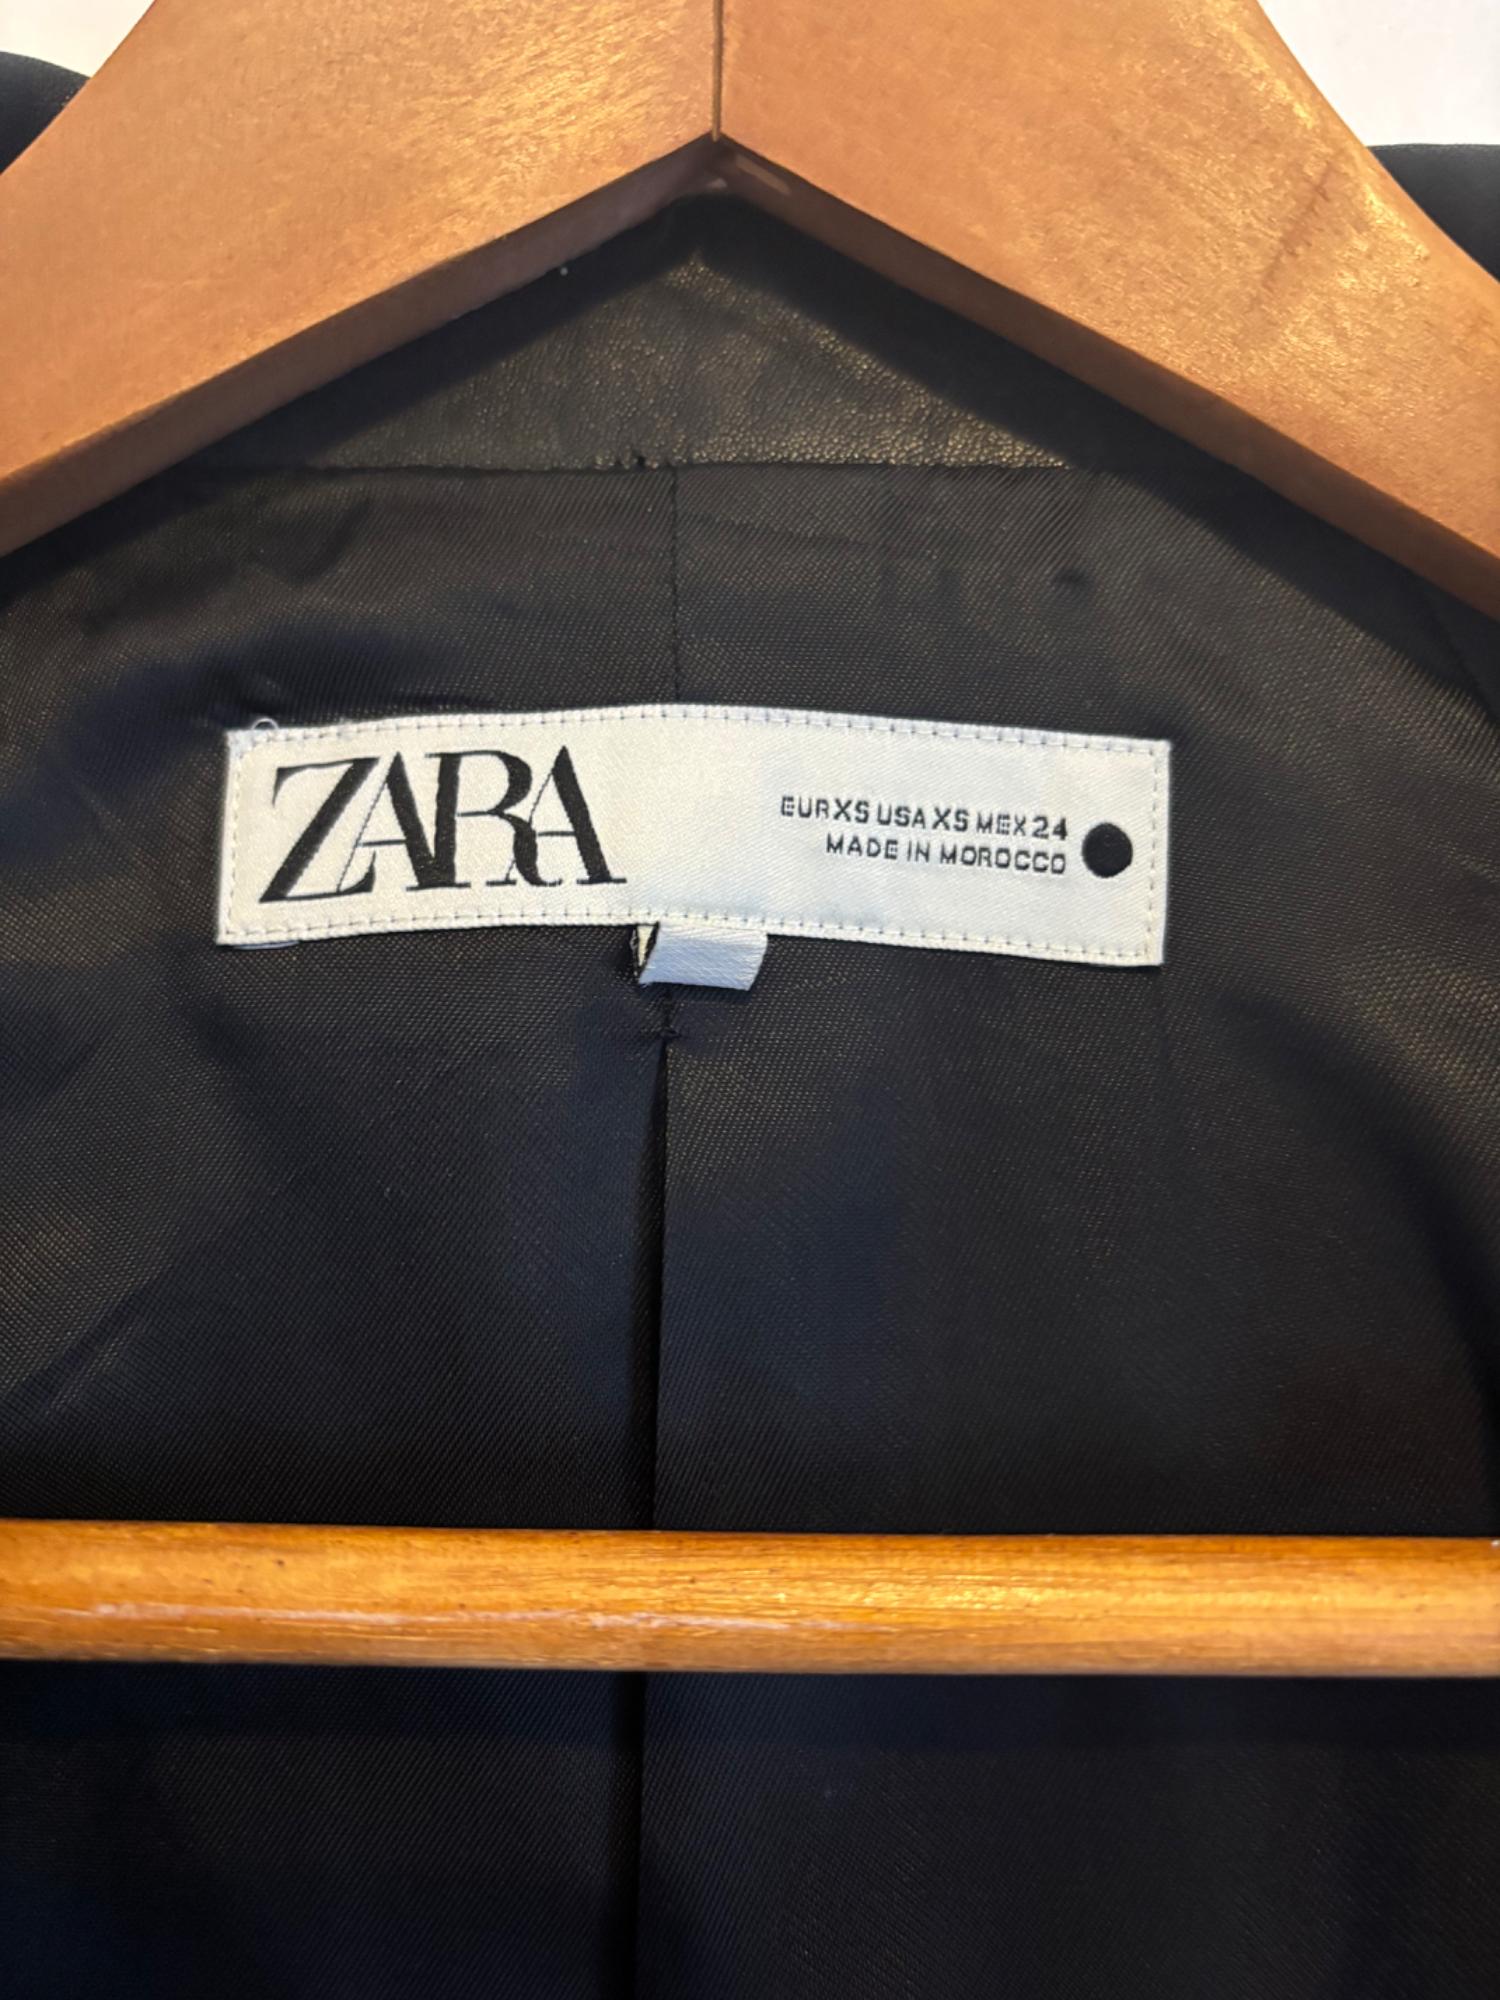 ZARA
EUR XS USA XS MEX 24
MADE IN MOROCCO